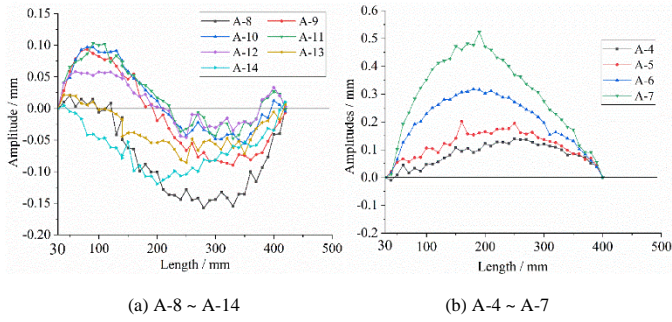 0.15
0.10
0.05
0.00
-0.05
-0.10
-0.15
-0.20
Amplitude / mm
A-8
A-9
A-10
A-11
A-12
A-13
A-14
30
100
200
300
400
500
Length / mm
(a) A-8 ~ A-14
0.6
0.5
0.4
0.3
0.2
0.1
0.0
-0.1
-0.2
Amplitudes / mm
A-4
A-5
A-6
A-7
30
100
200
300
400
500
Length / mm
(b) A-4 ~ A-7